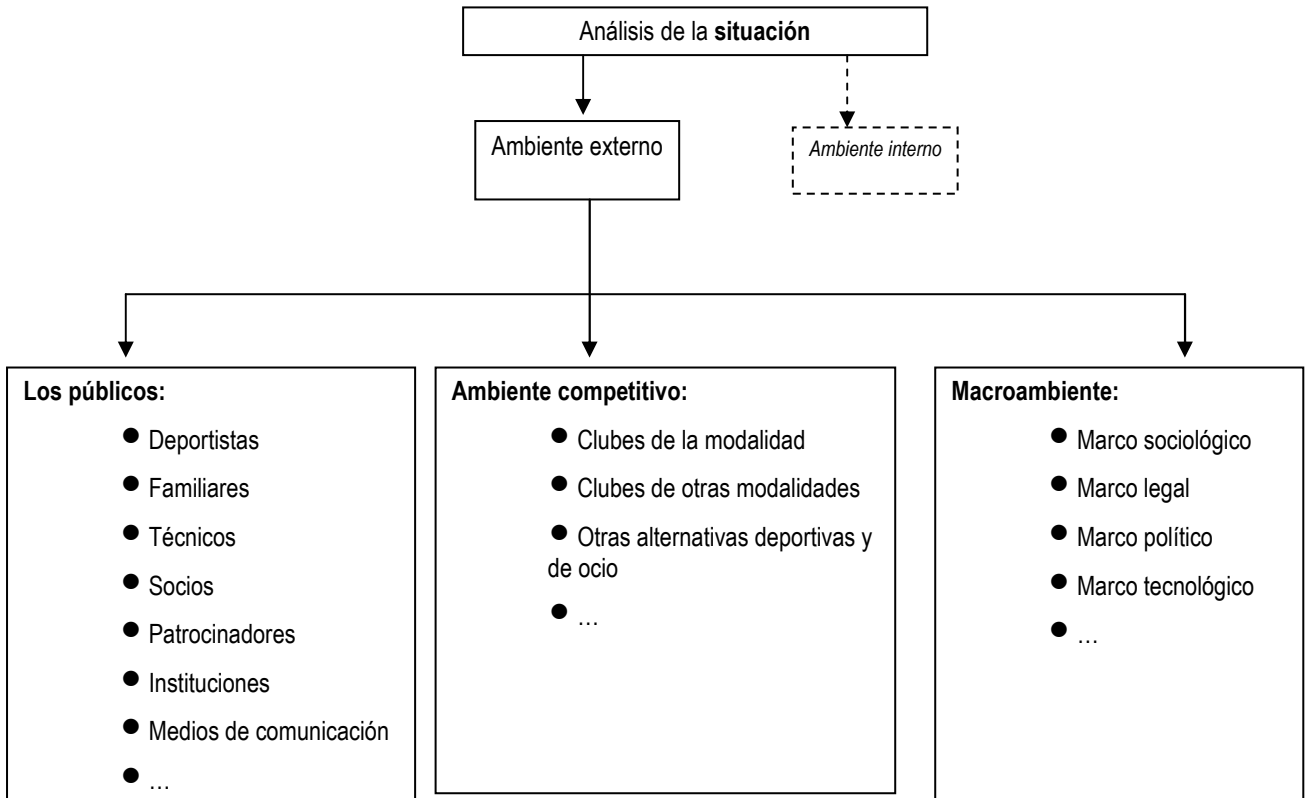 Análisis de la situación
Ambiente externo
Ambiente interno
Los públicos:
● Deportistas
● Familiares
● Técnicos
● Socios
● Patrocinadores
● Instituciones
● Medios de comunicación
● …
Ambiente competitivo:
● Clubes de la modalidad
● Clubes de otras modalidades
● Otras alternativas deportivas y
de ocio
● …
Macroambiente:
● Marco sociológico
● Marco legal
● Marco político
● Marco tecnológico
● …